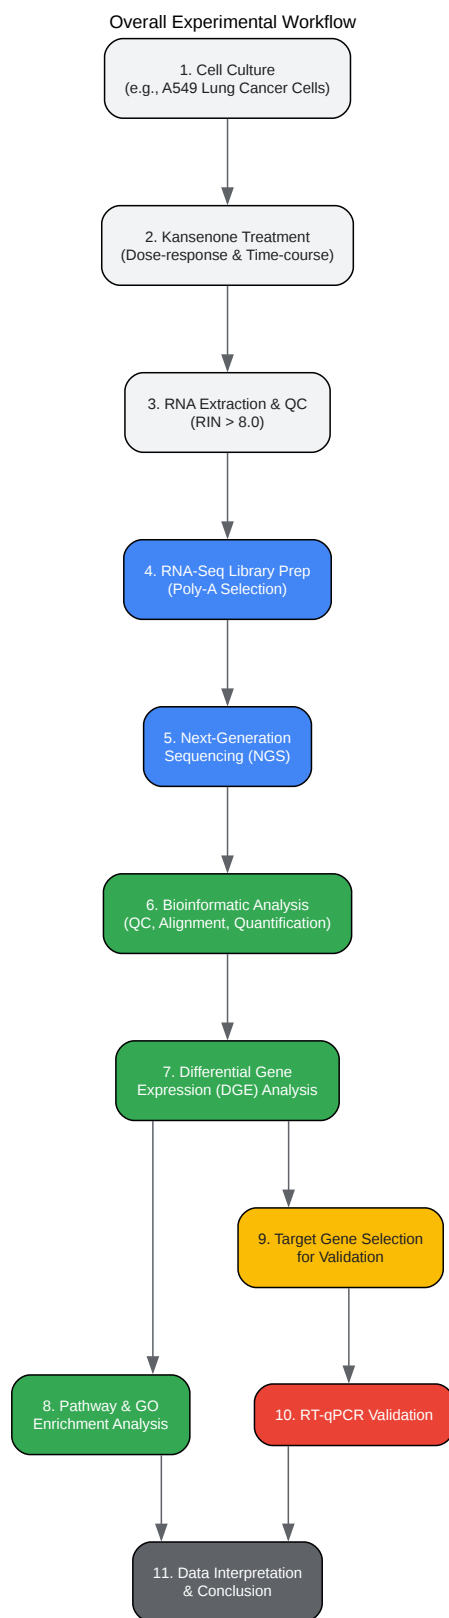 Overall Experimental Workflow
1. Cell Culture
(e.g., A549 Lung Cancer Cells)
2. Kansenone Treatment
(Dose-response & Time-course)
3. RNA Extraction & QC
(RIN > 8.0)
4. RNA-Seq Library Prep
(Poly-A Selection)
5. Next-Generation
Sequencing (NGS)
6. Bioinformatic Analysis
(QC, Alignment, Quantification)
7. Differential Gene
Expression (DGE) Analysis
9. Target Gene Selection
for Validation
8. Pathway & GO
Enrichment Analysis
10. RT-qPCR Validation
11. Data Interpretation
& Conclusion